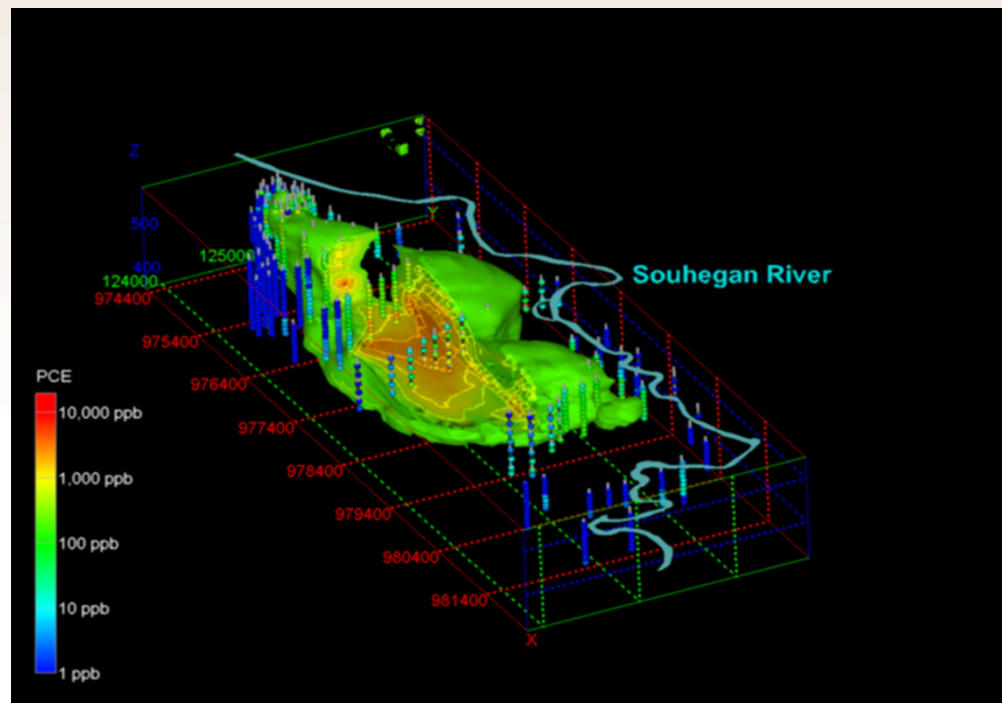 Z
500
400
Y
125000
124000
974400
975400
976400
977400
978400
979400
980400
981400
X
Souhegan River
PCE
10,000 ppb
1,000 ppb
100 ppb
10 ppb
1 ppb